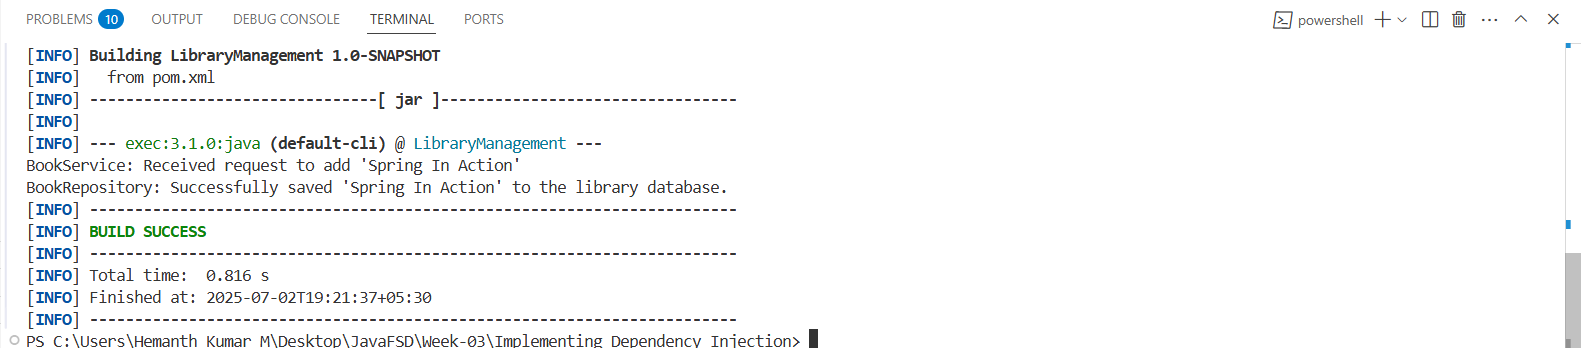 PROBLEMS 10 OUTPUT DEBUG CONSOLE TERMINAL PORTS powershell
[INFO] Building LibraryManagement 1.0-SNAPSHOT
[INFO]   from pom.xml
[INFO] --------------------------------[ jar ]---------------------------------
[INFO]
[INFO] --- exec:3.1.0:java (default-cli) @ LibraryManagement ---
BookService: Received request to add 'Spring In Action'
BookRepository: Successfully saved 'Spring In Action' to the library database.
[INFO] ------------------------------------------------------------------------
[INFO] BUILD SUCCESS
[INFO] ------------------------------------------------------------------------
[INFO] Total time:  0.816 s
[INFO] Finished at: 2025-07-02T19:21:37+05:30
[INFO] ------------------------------------------------------------------------
PS C:\Users\Hemanth Kumar M\Desktop\JavaFSD\Week-03\Implementing Dependency Injection>